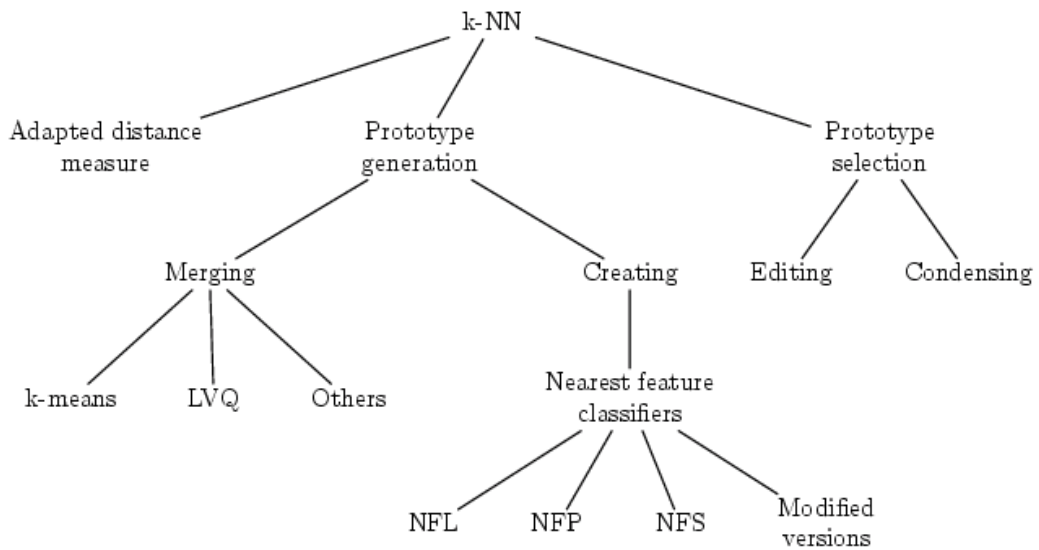 k-NN
Adapted distance
measure
Prototype
generation
Prototype
selection
Merging
Creating
Editing
Condensing
k-means
LVQ
Others
Nearest feature
classifiers
NFL
NFP
NFS
Modified
versions